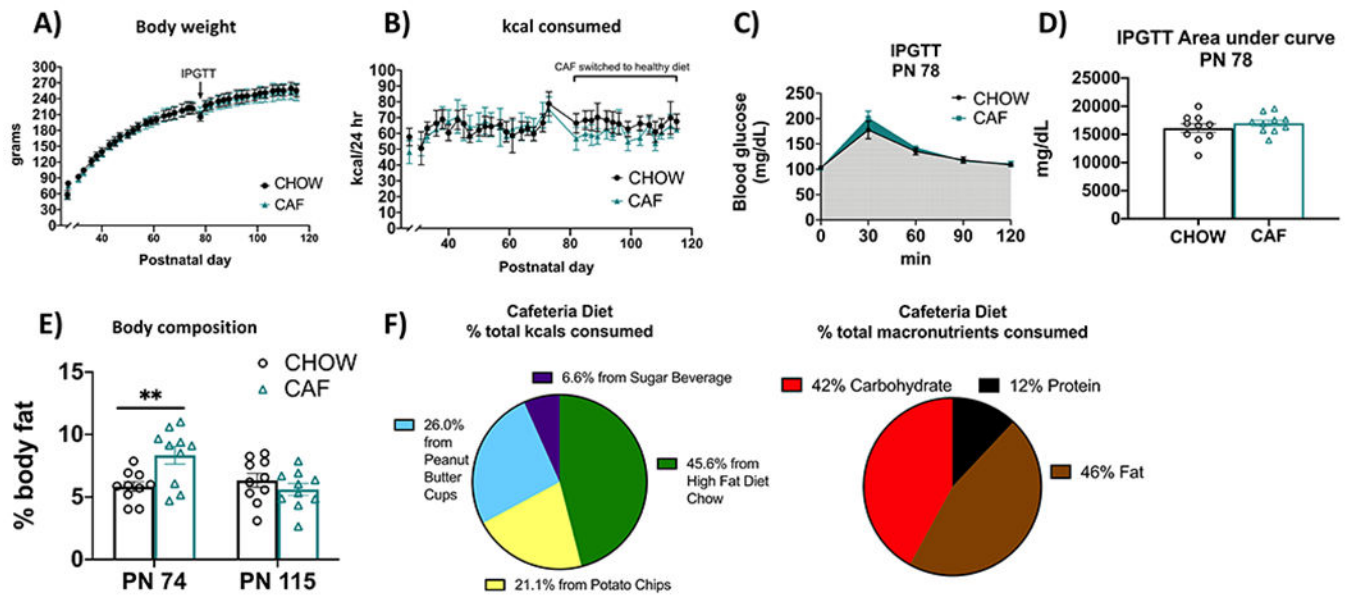 A)
Body weight
IPGTT
300
270
240
210
180
150
120
90
60
30
0
grams
CHOW
CAF
40
60
80
100
120
Postnatal day
B)
kcal consumed
CAF switched to healthy diet
100
90
80
70
60
50
40
30
20
10
0
kcal/24 hr
CHOW
CAF
40
60
80
100
120
Postnatal day
C)
IPGTT
PN 78
CHOW
CAF
250
200
150
100
50
Blood glucose
(mg/dL)
0
30
60
90
120
min
D)
IPGTT Area under curve
PN 78
25000
20000
15000
10000
5000
0
mg/dL
CHOW
CAF
E)
Body composition
CHOW
CAF
**
15
10
5
0
% body fat
PN 74
PN 115
F)
Cafeteria Diet
% total kcals consumed
6.6% from Sugar Beverage
26.0%
from
Peanut
Butter
Cups
45.6% from
High Fat Diet
Chow
21.1% from Potato Chips
Cafeteria Diet
% total macronutrients consumed
42% Carbohydrate
12% Protein
46% Fat